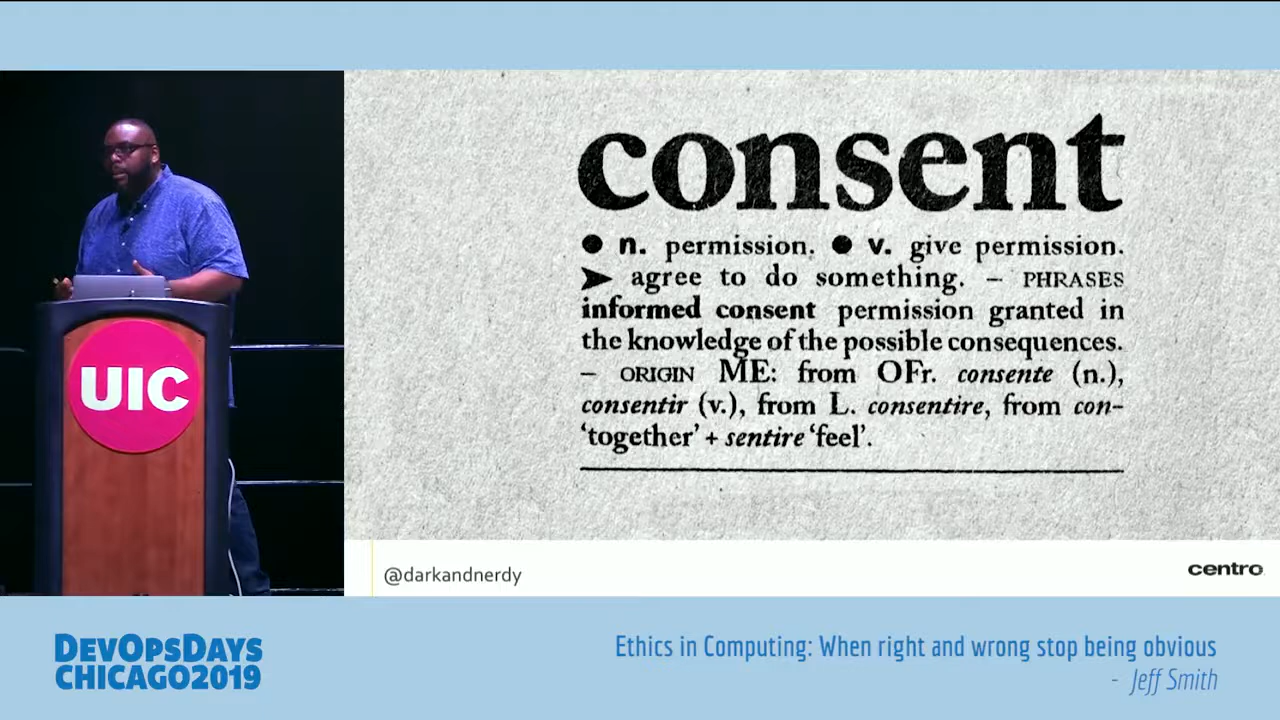 consent
● n. permission. ● v. give permission.
➤ agree to do something. – PHRASES
informed consent permission granted in
the knowledge of the possible consequences.
– ORIGIN ME: from OFr. consente (n.),
consentir (v.), from L. consentire, from con-
‘together’ + sentire ‘feel’.
UIC
@darkandnerdy
centro
DEVOPSDAYS
CHICAGO2019
Ethics in Computing: When right and wrong stop being obvious
- Jeff Smith